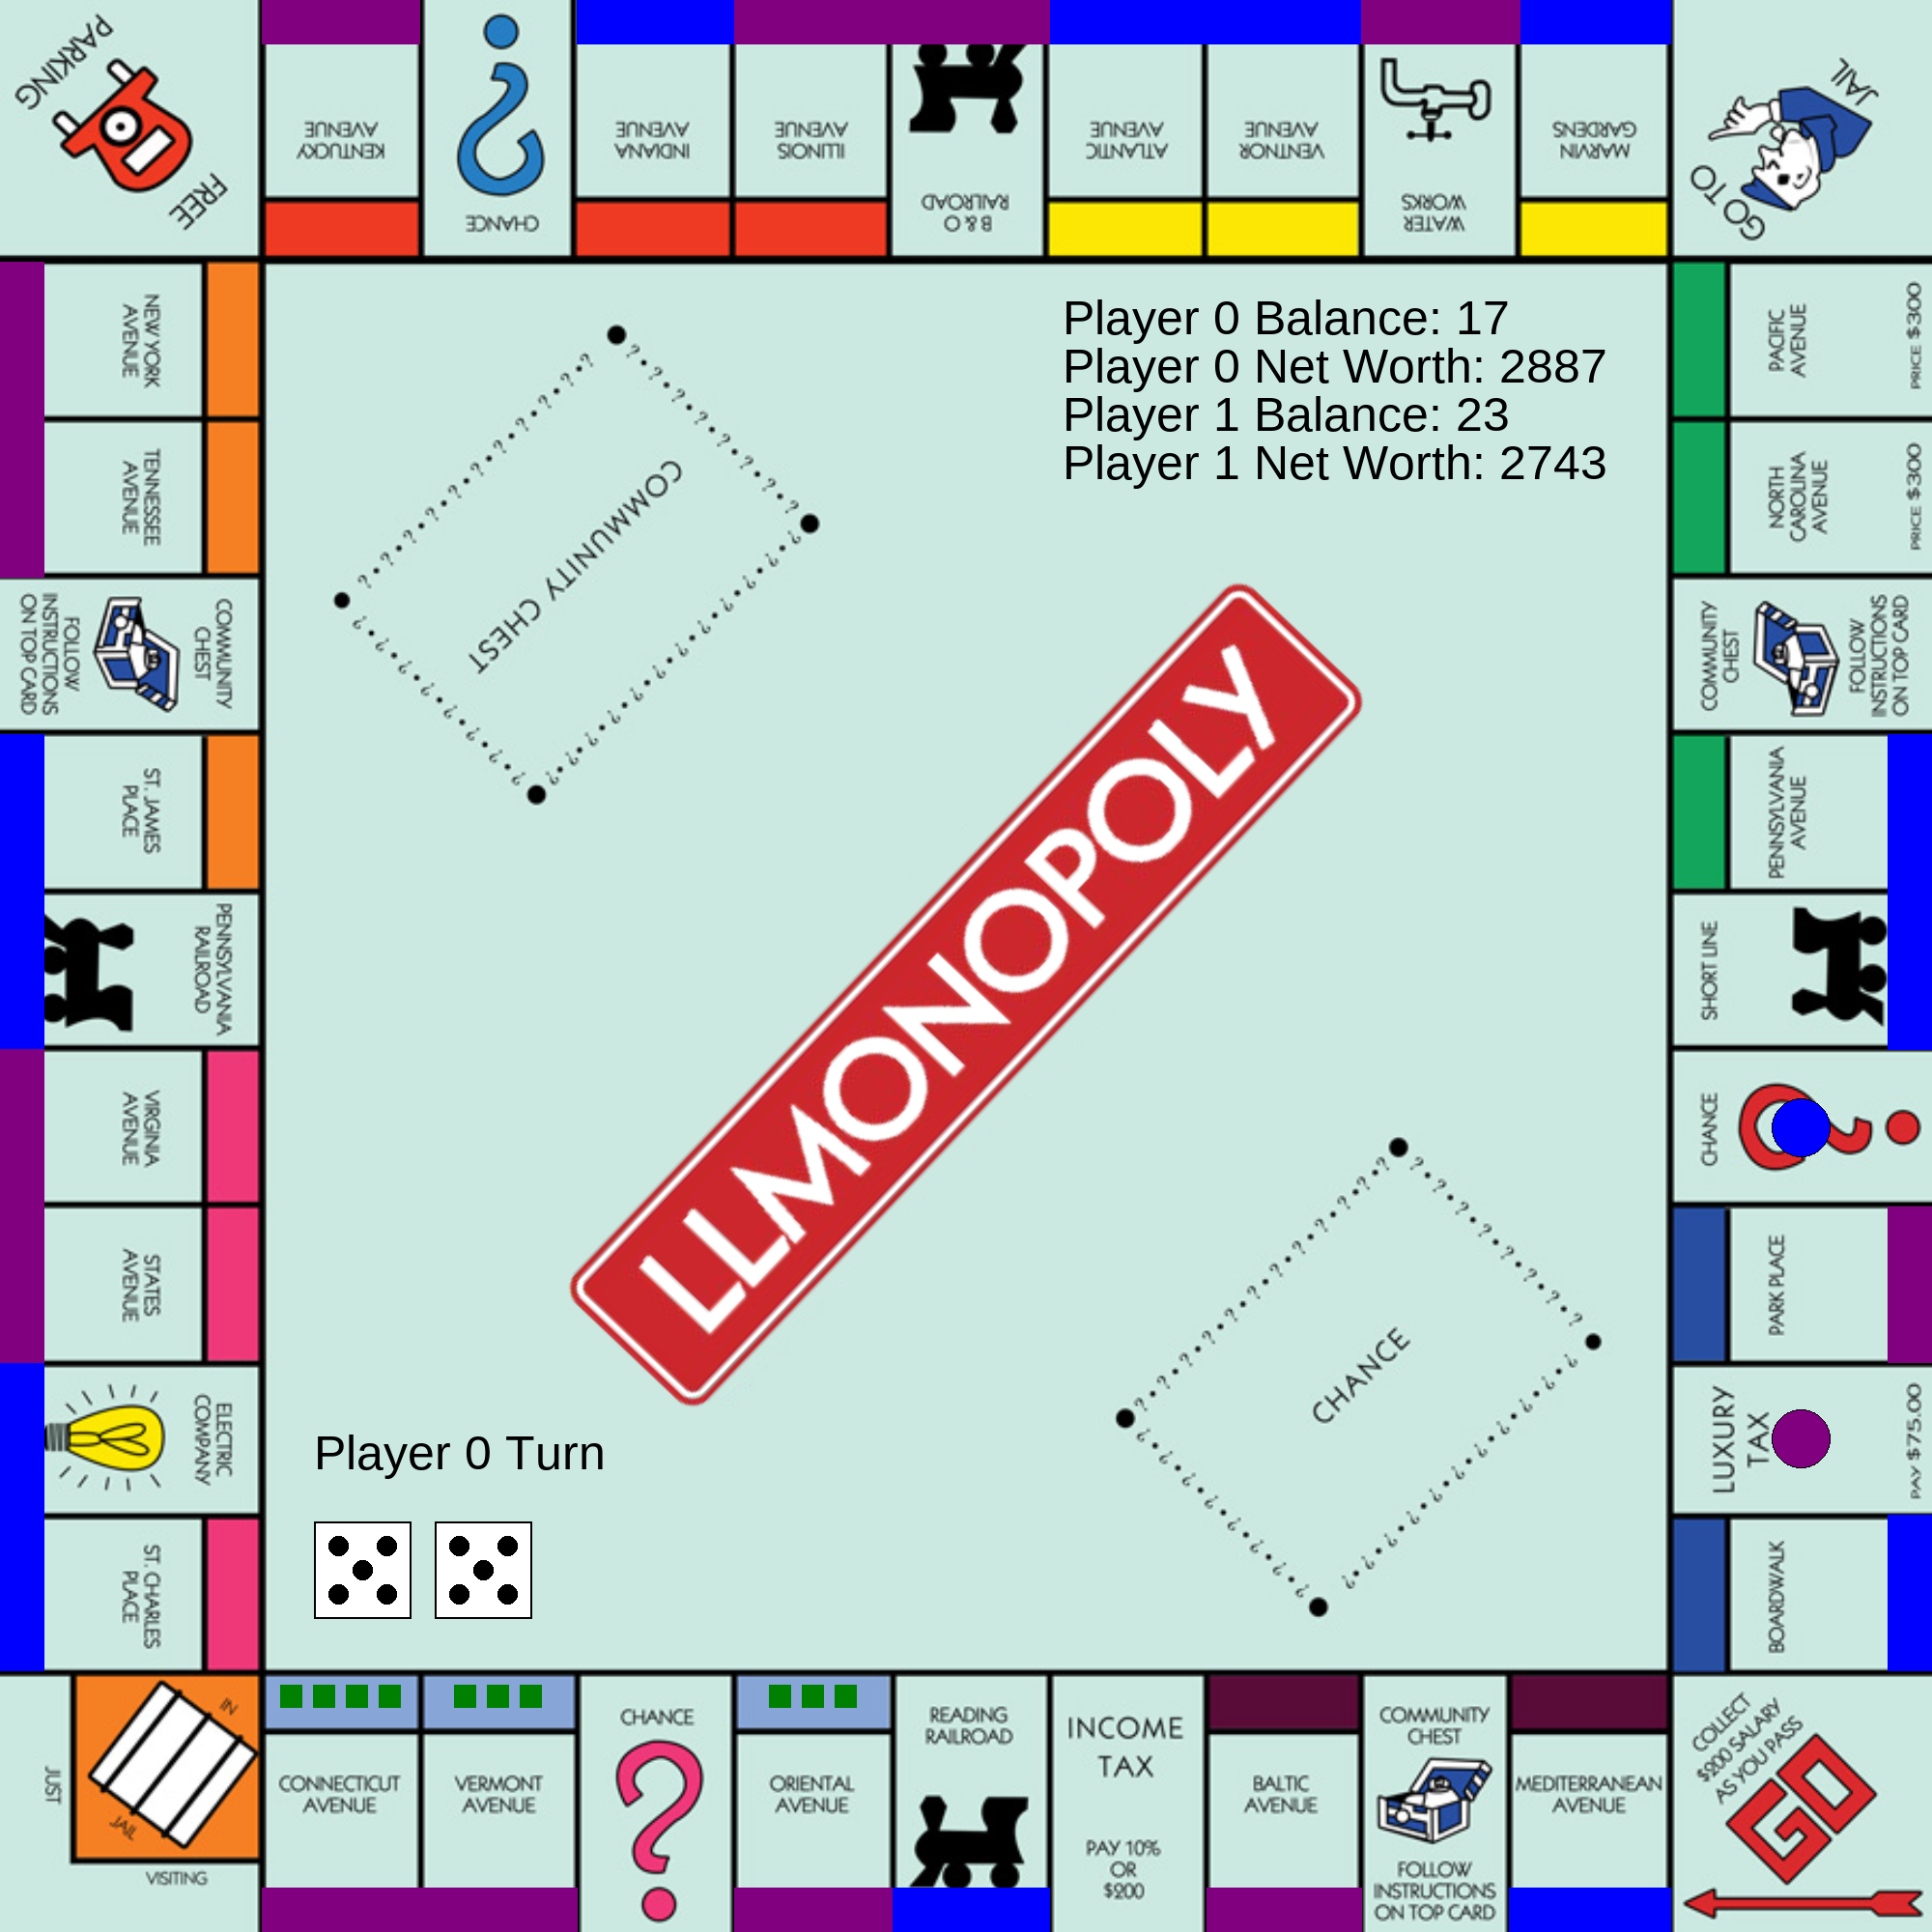 FREE
PARKING
KENTUCKY
AVENUE
CHANCE
INDIANA
AVENUE
ILLINOIS
AVENUE
B & O
RAILROAD
ATLANTIC
AVENUE
VENTNOR
AVENUE
WATER
WORKS
MARVIN
GARDENS
GO TO
JAIL
NEW YORK
AVENUE
TENNESSEE
AVENUE
COMMUNITY
CHEST
FOLLOW
INSTRUCTIONS
ON TOP CARD
ST. JAMES
PLACE
PENNSYLVANIA
RAILROAD
VIRGINIA
AVENUE
STATES
AVENUE
ELECTRIC
COMPANY
ST. CHARLES
PLACE
Player 0 Balance: 17
Player 0 Net Worth: 2887
Player 1 Balance: 23
Player 1 Net Worth: 2743
COMMUNITY CHEST
LLMONOPOLY
CHANCE
Player 0 Turn
PACIFIC
AVENUE
PRICE $300
NORTH
CAROLINA
AVENUE
PRICE $300
COMMUNITY
CHEST
FOLLOW
INSTRUCTIONS
ON TOP CARD
PENNSYLVANIA
AVENUE
SHORT LINE
CHANCE
PARK PLACE
LUXURY
TAX
PAY $75.00
BOARDWALK
JUST
VISITING
IN
JAIL
CONNECTICUT
AVENUE
VERMONT
AVENUE
CHANCE
ORIENTAL
AVENUE
READING
RAILROAD
INCOME
TAX
PAY 10%
OR
$200
BALTIC
AVENUE
COMMUNITY
CHEST
FOLLOW
INSTRUCTIONS
ON TOP CARD
MEDITERRANEAN
AVENUE
COLLECT
$200 SALARY
AS YOU PASS
GO